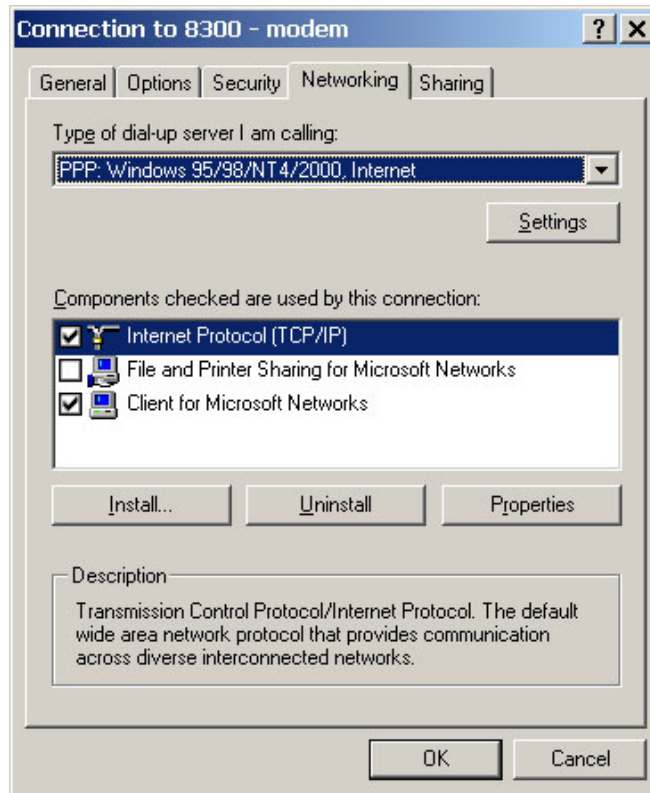 Connection to 8300 - modem
General Options Security Networking Sharing
Type of dial-up server I am calling:
PPP: Windows 95/98/NT4/2000, Internet
Settings
Components checked are used by this connection:
Internet Protocol (TCP/IP)
File and Printer Sharing for Microsoft Networks
Client for Microsoft Networks
Install... Uninstall Properties
Description
Transmission Control Protocol/Internet Protocol. The default
wide area network protocol that provides communication
across diverse interconnected networks.
OK Cancel